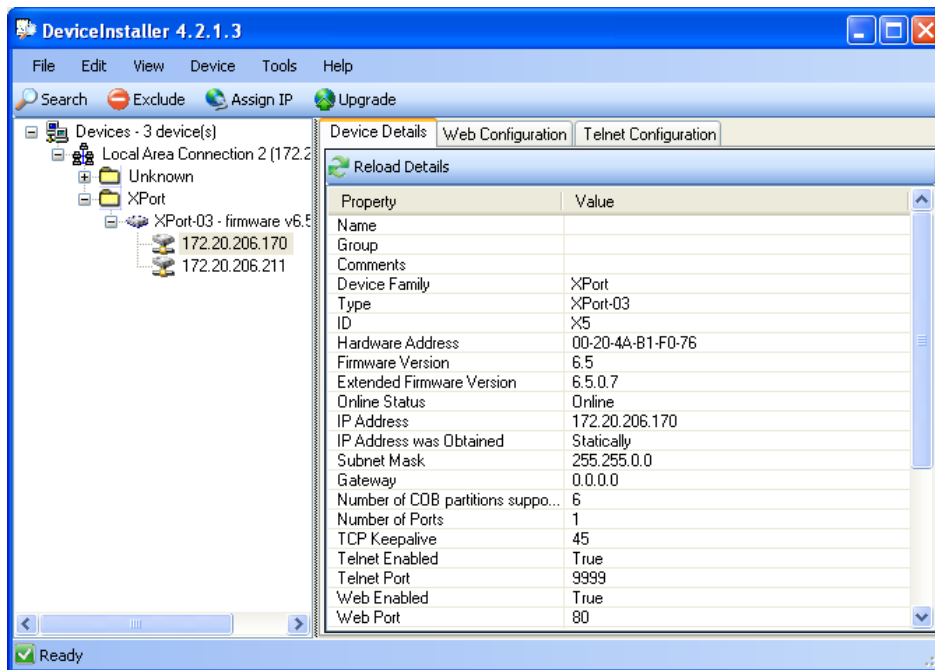 DeviceInstaller 4.2.1.3
File Edit View Device Tools Help
Search Exclude Assign IP Upgrade
Devices - 3 device(s)
Local Area Connection 2 (172.2
Unknown
XPort
XPort-03 - firmware v6.5
172.20.206.170
172.20.206.211
Device Details Web Configuration Telnet Configuration
Reload Details
Property Value
Name
Group
Comments
Device Family XPort
Type XPort-03
ID X5
Hardware Address 00-20-4A-B1-F0-76
Firmware Version 6.5
Extended Firmware Version 6.5.0.7
Online Status Online
IP Address 172.20.206.170
IP Address was Obtained Statically
Subnet Mask 255.255.0.0
Gateway 0.0.0.0
Number of COB partitions suppo... 6
Number of Ports 1
TCP Keepalive 45
Telnet Enabled True
Telnet Port 9999
Web Enabled True
Web Port 80
Ready